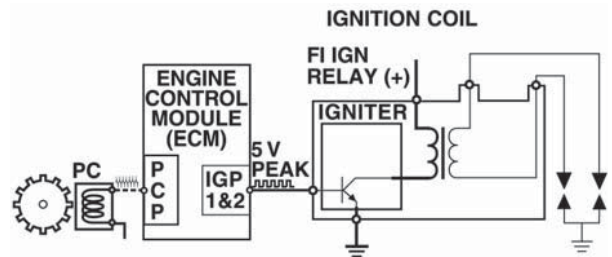 IGNITION COIL
FI IGN
RELAY (+)
ENGINE
CONTROL
MODULE
(ECM)
IGNITER
5 V
PEAK
PC
P
C
P
IGP
1&2